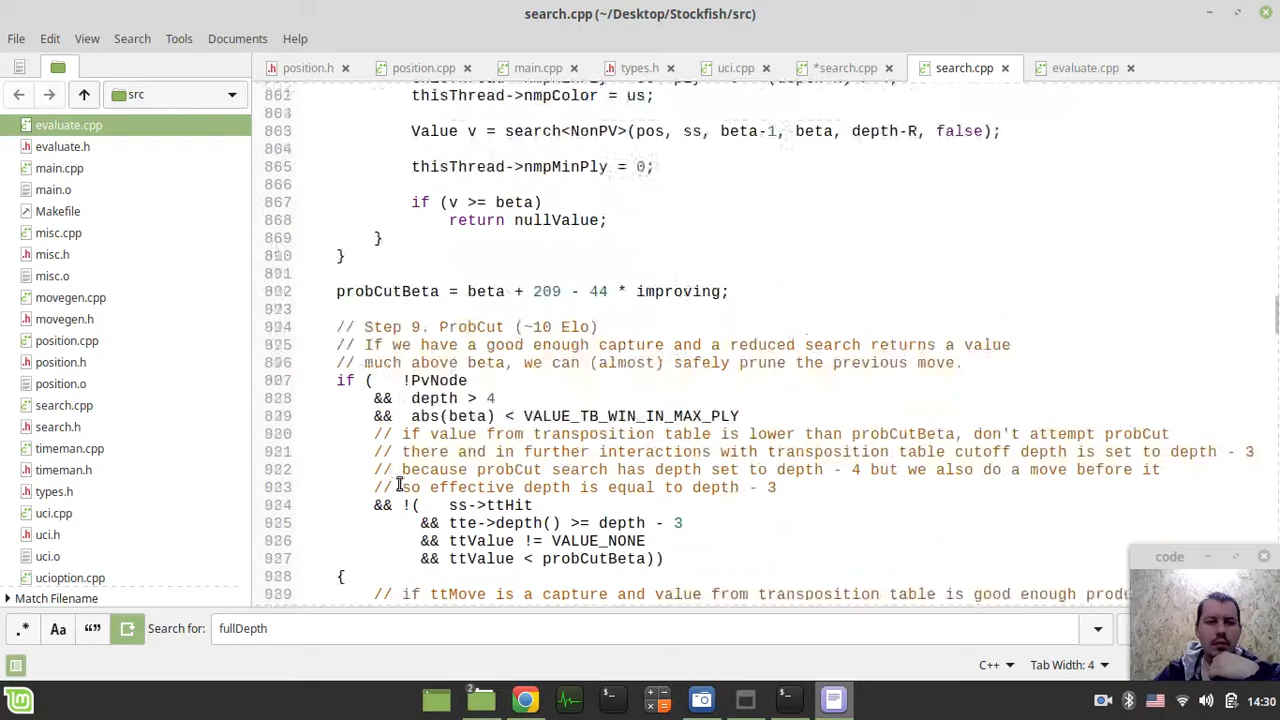 search.cpp (~/Desktop/Stockfish/src)
File Edit View Search Tools Documents Help
position.h position.cpp main.cpp types.h uci.cpp *search.cpp search.cpp evaluate.cpp
src
evaluate.cpp
evaluate.h
main.cpp
main.o
Makefile
misc.cpp
misc.h
misc.o
movegen.cpp
movegen.h
position.cpp
position.h
position.o
search.cpp
search.h
timeman.cpp
timeman.h
types.h
uci.cpp
uci.h
uci.o
ucioption.cpp
Match Filename
thisThread->nmpColor = us;
Value v = search<NonPV>(pos, ss, beta-1, beta, depth-R, false);
thisThread->nmpMinPly = 0;
if (v >= beta)
return nullValue;
}
}
probCutBeta = beta + 209 - 44 * improving;
// Step 9. ProbCut (~10 Elo)
// If we have a good enough capture and a reduced search returns a value
// much above beta, we can (almost) safely prune the previous move.
if ( !PvNode
&& depth > 4
&& abs(beta) < VALUE_TB_WIN_IN_MAX_PLY
// if value from transposition table is lower than probCutBeta, don't attempt probCut
// there and in further interactions with transposition table cutoff depth is set to depth - 3
// because probCut search has depth set to depth - 4 but we also do a move before it
// so effective depth is equal to depth - 3
&& !( ss->ttHit
&& tte->depth() >= depth - 3
&& ttValue != VALUE_NONE
&& ttValue < probCutBeta))
{
// if ttMove is a capture and value from transposition table is good enough
code
.* Aa Search for: fullDepth
C++ Tab Width: 4
2
14:30